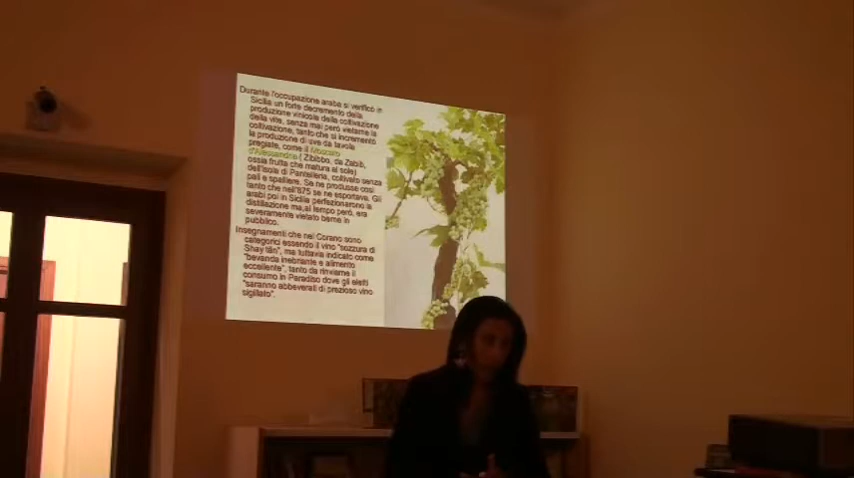 Durante l'occupazione araba si verificò in
Sicilia un forte decremento della
produzione vinicola della coltivazione
della vite, senza mai però vietarne la
coltivazione, tanto che si incrementò
la produzione di uve da tavola
pregiate, come il Moscato
d'Alessandria ( Zibibbo, da Zabib,
ossia frutta che matura al sole)
dell'isola di Pantelleria, coltivato senza
pali e spalliere. Se ne produsse così
tanto che nell'875 se ne esportava. Gli
arabi poi in Sicilia perfezionarono la
distillazione ma,al tempo però, era
severamente vietato berne in
pubblico.
Insegnamenti che nel Corano sono
categorici essendo il vino "sozzura di
Shay tân", ma tuttavia indicato come
"bevanda inebriante e alimento
eccellente", tanto da rinvierne il
consumo in Paradiso dove gli eletti
"saranno abbeverati di prezioso vino
sigillato".